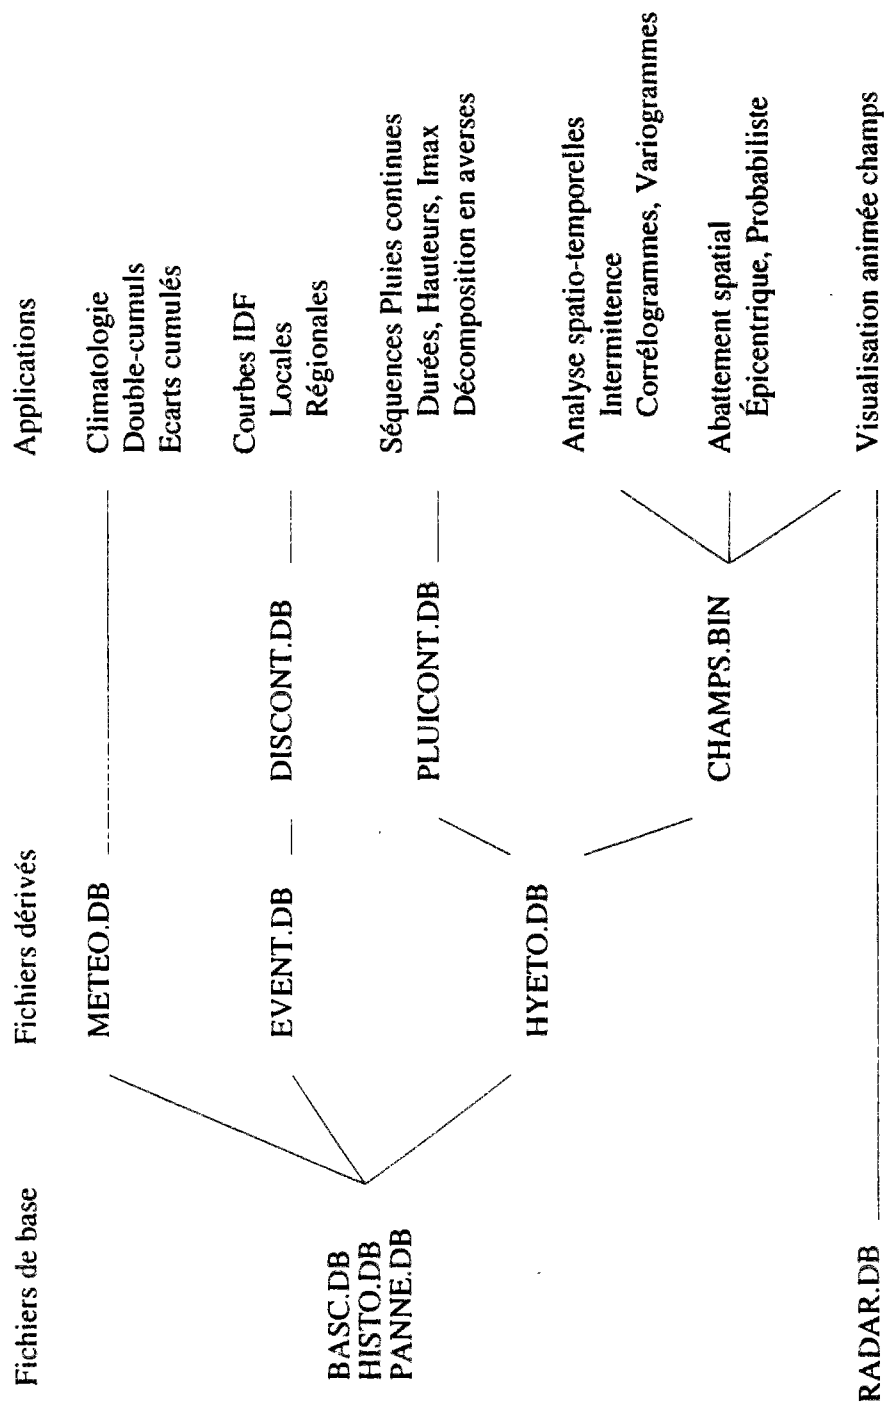 Fichiers de base
Fichiers dérivés
Applications
BASC.DB
HISTO.DB
PANNE.DB
METEO.DB
Climatologie
Double-cumuls
Ecarts cumulés
EVENT.DB
DISCONT.DB
Courbes IDF
Locales
Régionales
HYETO.DB
PLUICONT.DB
Séquences Pluies continues
Durées, Hauteurs, Imax
Décomposition en averses
CHAMPS.BIN
Analyse spatio-temporelles
Intermittence
Corrélogrammes, Variogrammes
Abattement spatial
Épicentrique, Probabiliste
RADAR.DB
Visualisation animée champs